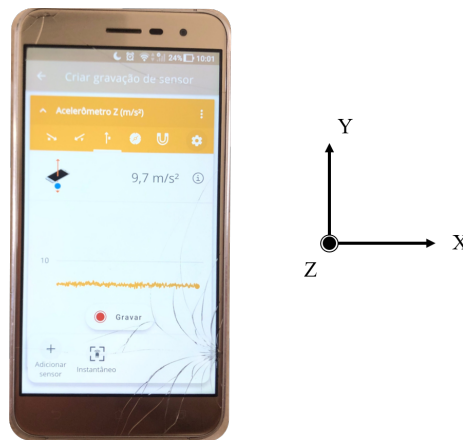 24% 10:01
Criar gravação de sensor
Acelerômetro Z (m/s²)
9,7 m/s²
10
Gravar
Adicionar
sensor
Instantâneo
Y
X
Z